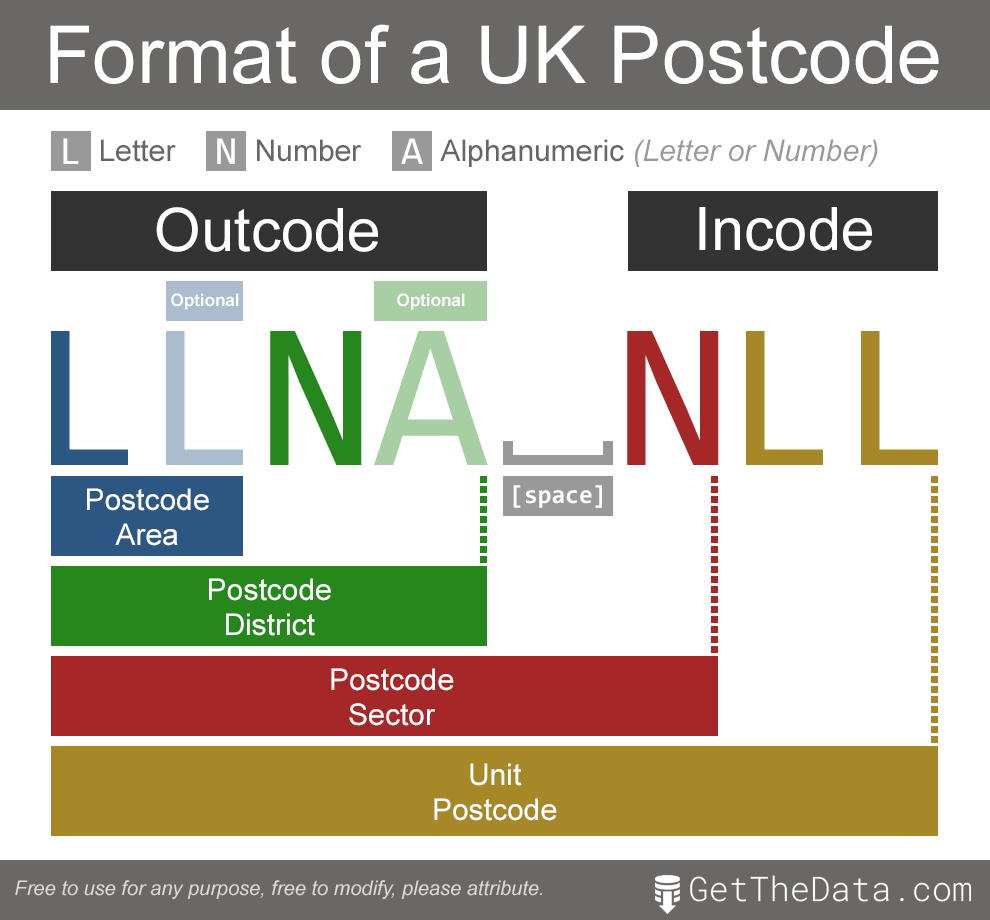 Format of a UK Postcode
L Letter N Number A Alphanumeric (Letter or Number)
Outcode Incode
Optional Optional
L L N A N L L
[space]
Postcode
Area
Postcode
District
Postcode
Sector
Unit
Postcode
Free to use for any purpose, free to modify, please attribute.
GetTheData.com